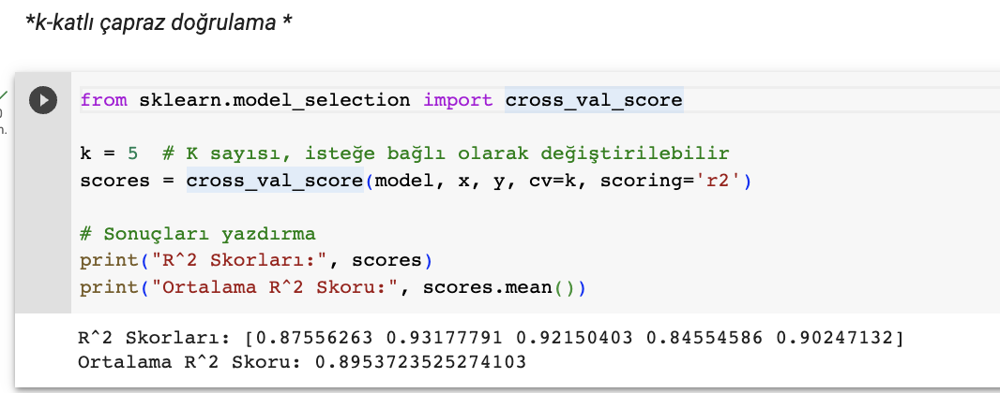 *k-katlı çapraz doğrulama *
from sklearn.model_selection import cross_val_score
k = 5  # K sayısı, isteğe bağlı olarak değiştirilebilir
scores = cross_val_score(model, x, y, cv=k, scoring='r2')
# Sonuçları yazdırma
print("R^2 Skorları:", scores)
print("Ortalama R^2 Skoru:", scores.mean())
R^2 Skorları: [0.87556263 0.93177791 0.92150403 0.84554586 0.90247132]
Ortalama R^2 Skoru: 0.8953723525274103